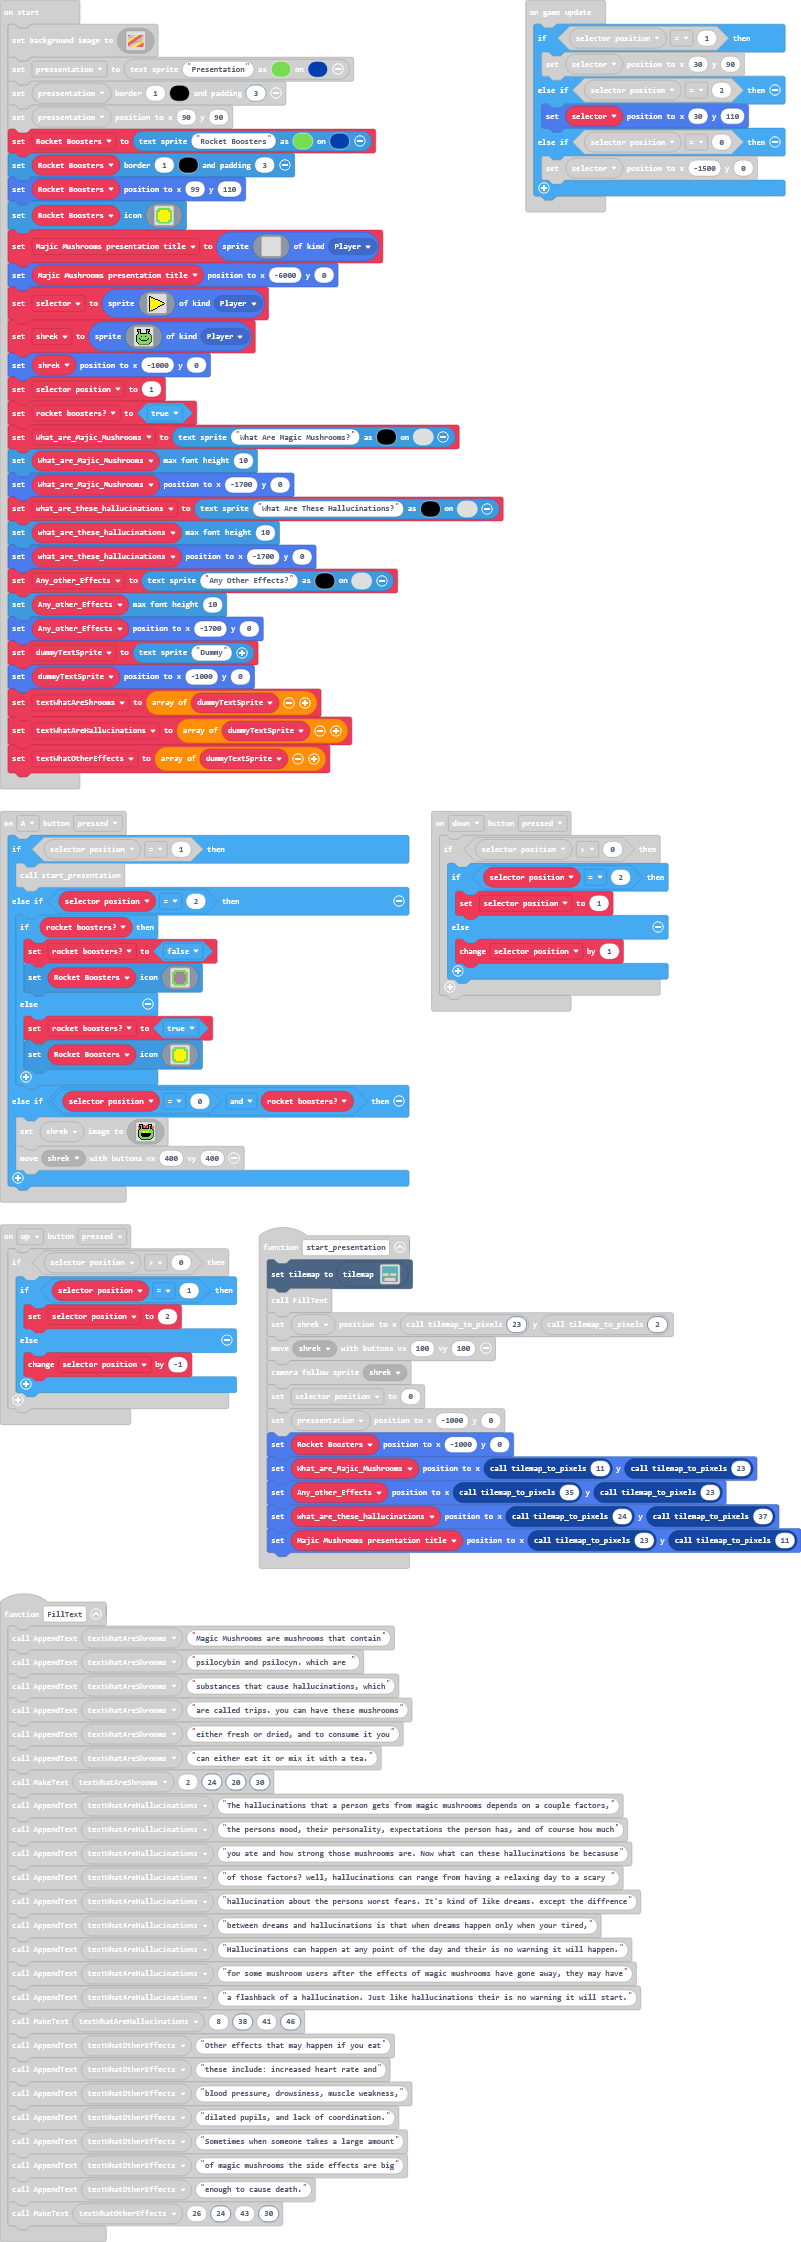 on start
set background image to
set pressentation to text sprite "Presentation" as on
set pressentation border 1 and padding 3
set pressentation position to x 90 y 90
set Rocket Boosters to text sprite "Rocket Boosters" as on
set Rocket Boosters border 1 and padding 3
set Rocket Boosters position to x 99 y 110
set Rocket Boosters icon
set Majic Mushrooms presentation title to sprite of kind Player
set Majic Mushrooms presentation title position to x -6000 y 0
set selector to sprite of kind Player
set shrek to sprite of kind Player
set shrek position to x -1000 y 0
set selector position to 1
set rocket boosters? to true
set What_are_Majic_Mushrooms to text sprite "What Are Magic Mushrooms?" as on
set What_are_Majic_Mushrooms max font height 10
set What_are_Majic_Mushrooms position to x -1700 y 0
set what_are_these_hallucinations to text sprite "What Are These Hallucinations?" as on
set what_are_these_hallucinations max font height 10
set what_are_these_hallucinations position to x -1700 y 0
set Any_other_Effects to text sprite "Any Other Effects?" as on
set Any_other_Effects max font height 10
set Any_other_Effects position to x -1700 y 0
set dummyTextSprite to text sprite "Dummy"
set dummyTextSprite position to x -1000 y 0
set textWhatAreShrooms to array of dummyTextSprite
set textWhatAreHallucinations to array of dummyTextSprite
set textWhatOtherEffects to array of dummyTextSprite
on game update
if selector position = 1 then
set selector position to x 30 y 90
else if selector position = 2 then
set selector position to x 30 y 110
else if selector position = 0 then
set selector position to x -1500 y 0
on A button pressed
if selector position = 1 then
call start_presentation
else if selector position = 2 then
if rocket boosters? then
set rocket boosters? to false
set Rocket Boosters icon
else
set rocket boosters? to true
set Rocket Boosters icon
else if selector position = 0 and rocket boosters? then
set shrek image to
move shrek with buttons vx 400 vy 400
on down button pressed
if selector position > 0 then
if selector position = 2 then
set selector position to 1
else
change selector position by 1
on up button pressed
if selector position > 0 then
if selector position = 1 then
set selector position to 2
else
change selector position by -1
function start_presentation
set tilemap to tilemap
call FillText
set shrek position to x call tilemap_to_pixels 23 y call tilemap_to_pixels 2
move shrek with buttons vx 100 vy 100
camera follow sprite shrek
set selector position to 0
set pressentation position to x -1000 y 0
set Rocket Boosters position to x -1000 y 0
set What_are_Majic_Mushrooms position to x call tilemap_to_pixels 11 y call tilemap_to_pixels 23
set Any_other_Effects position to x call tilemap_to_pixels 35 y call tilemap_to_pixels 23
set what_are_these_hallucinations position to x call tilemap_to_pixels 24 y call tilemap_to_pixels 37
set Majic Mushrooms presentation title position to x call tilemap_to_pixels 23 y call tilemap_to_pixels 11
function FillText
call AppendText textWhatAreShrooms "Magic Mushrooms are mushrooms that contain"
call AppendText textWhatAreShrooms "psilocybin and psilocyn. which are "
call AppendText textWhatAreShrooms "substances that cause hallucinations, which"
call AppendText textWhatAreShrooms "are called trips. you can have these mushrooms"
call AppendText textWhatAreShrooms "either fresh or dried, and to consume it you"
call AppendText textWhatAreShrooms "can either eat it or mix it with a tea."
call MakeText textWhatAreShrooms 2 24 20 30
call AppendText textWhatAreHallucinations "The hallucinations that a person gets from magic mushrooms depends on a couple factors,"
call AppendText textWhatAreHallucinations "the persons mood, their personality, expectations the person has, and of course how much"
call AppendText textWhatAreHallucinations "you ate and how strong those mushrooms are. Now what can these hallucinations be becasuse"
call AppendText textWhatAreHallucinations "of those factors? well, hallucinations can range from having a relaxing day to a scary "
call AppendText textWhatAreHallucinations "hallucination about the persons worst fears. It's kind of like dreams. except the diffrence"
call AppendText textWhatAreHallucinations "between dreams and hallucinations is that when dreams happen only when your tired,"
call AppendText textWhatAreHallucinations "Hallucinations can happen at any point of the day and their is no warning it will happen."
call AppendText textWhatAreHallucinations "for some mushroom users after the effects of magic mushrooms have gone away, they may have"
call AppendText textWhatAreHallucinations "a flashback of a hallucination. Just like hallucinations their is no warning it will start."
call MakeText textWhatAreHallucinations 8 38 41 46
call AppendText textWhatOtherEffects "Other effects that may happen if you eat"
call AppendText textWhatOtherEffects "these include: increased heart rate and"
call AppendText textWhatOtherEffects "blood pressure, drowsiness, muscle weakness,"
call AppendText textWhatOtherEffects "dilated pupils, and lack of coordination."
call AppendText textWhatOtherEffects "Sometimes when someone takes a large amount"
call AppendText textWhatOtherEffects "of magic mushrooms the side effects are big"
call AppendText textWhatOtherEffects "enough to cause death."
call MakeText textWhatOtherEffects 26 24 43 30